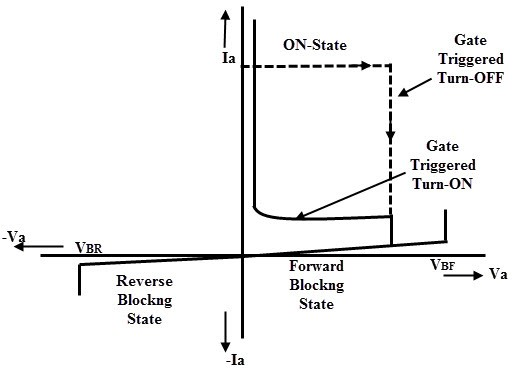 Ia
ON-State
Gate
Triggered
Turn-OFF
Gate
Triggered
Turn-ON
-Va
VBR
Reverse
Blockng
State
Forward
Blockng
State
VBF
Va
-Ia